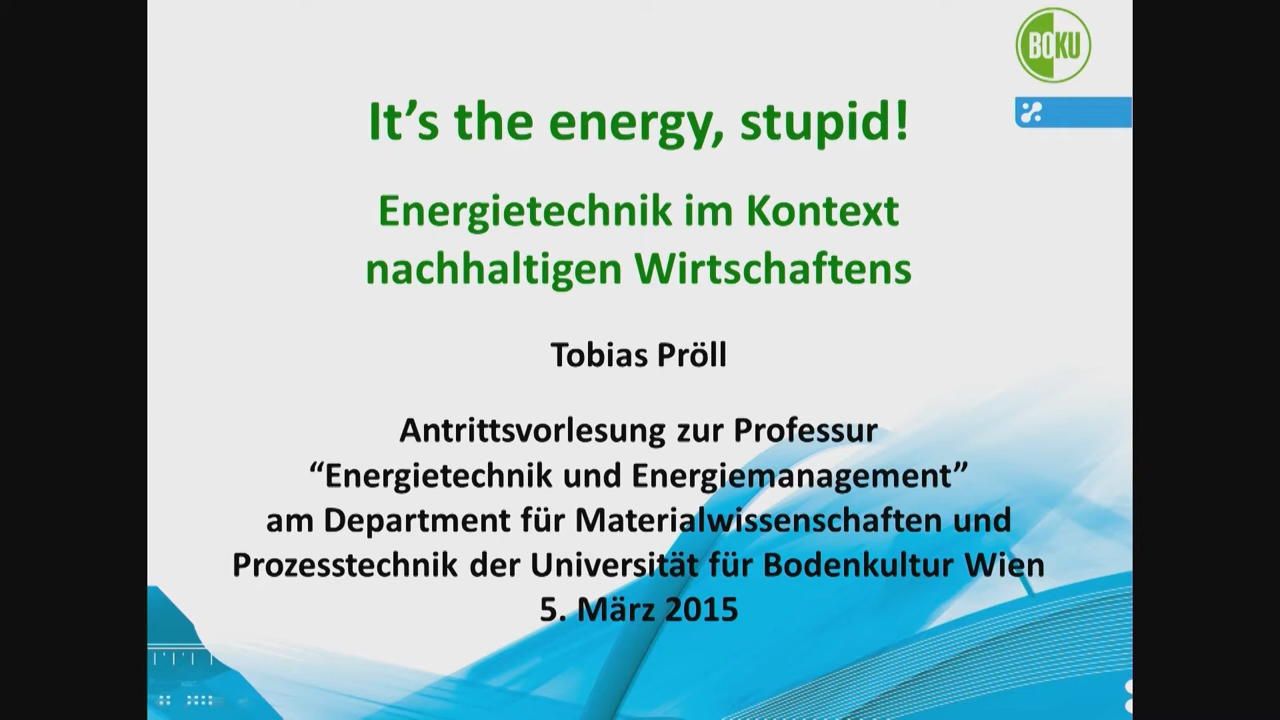 BOKU
It’s the energy, stupid!
Energietechnik im Kontext
nachhaltigen Wirtschaftens
Tobias Pröll
Antrittsvorlesung zur Professur
“Energietechnik und Energiemanagement”
am Department für Materialwissenschaften und
Prozesstechnik der Universität für Bodenkultur Wien
5. März 2015